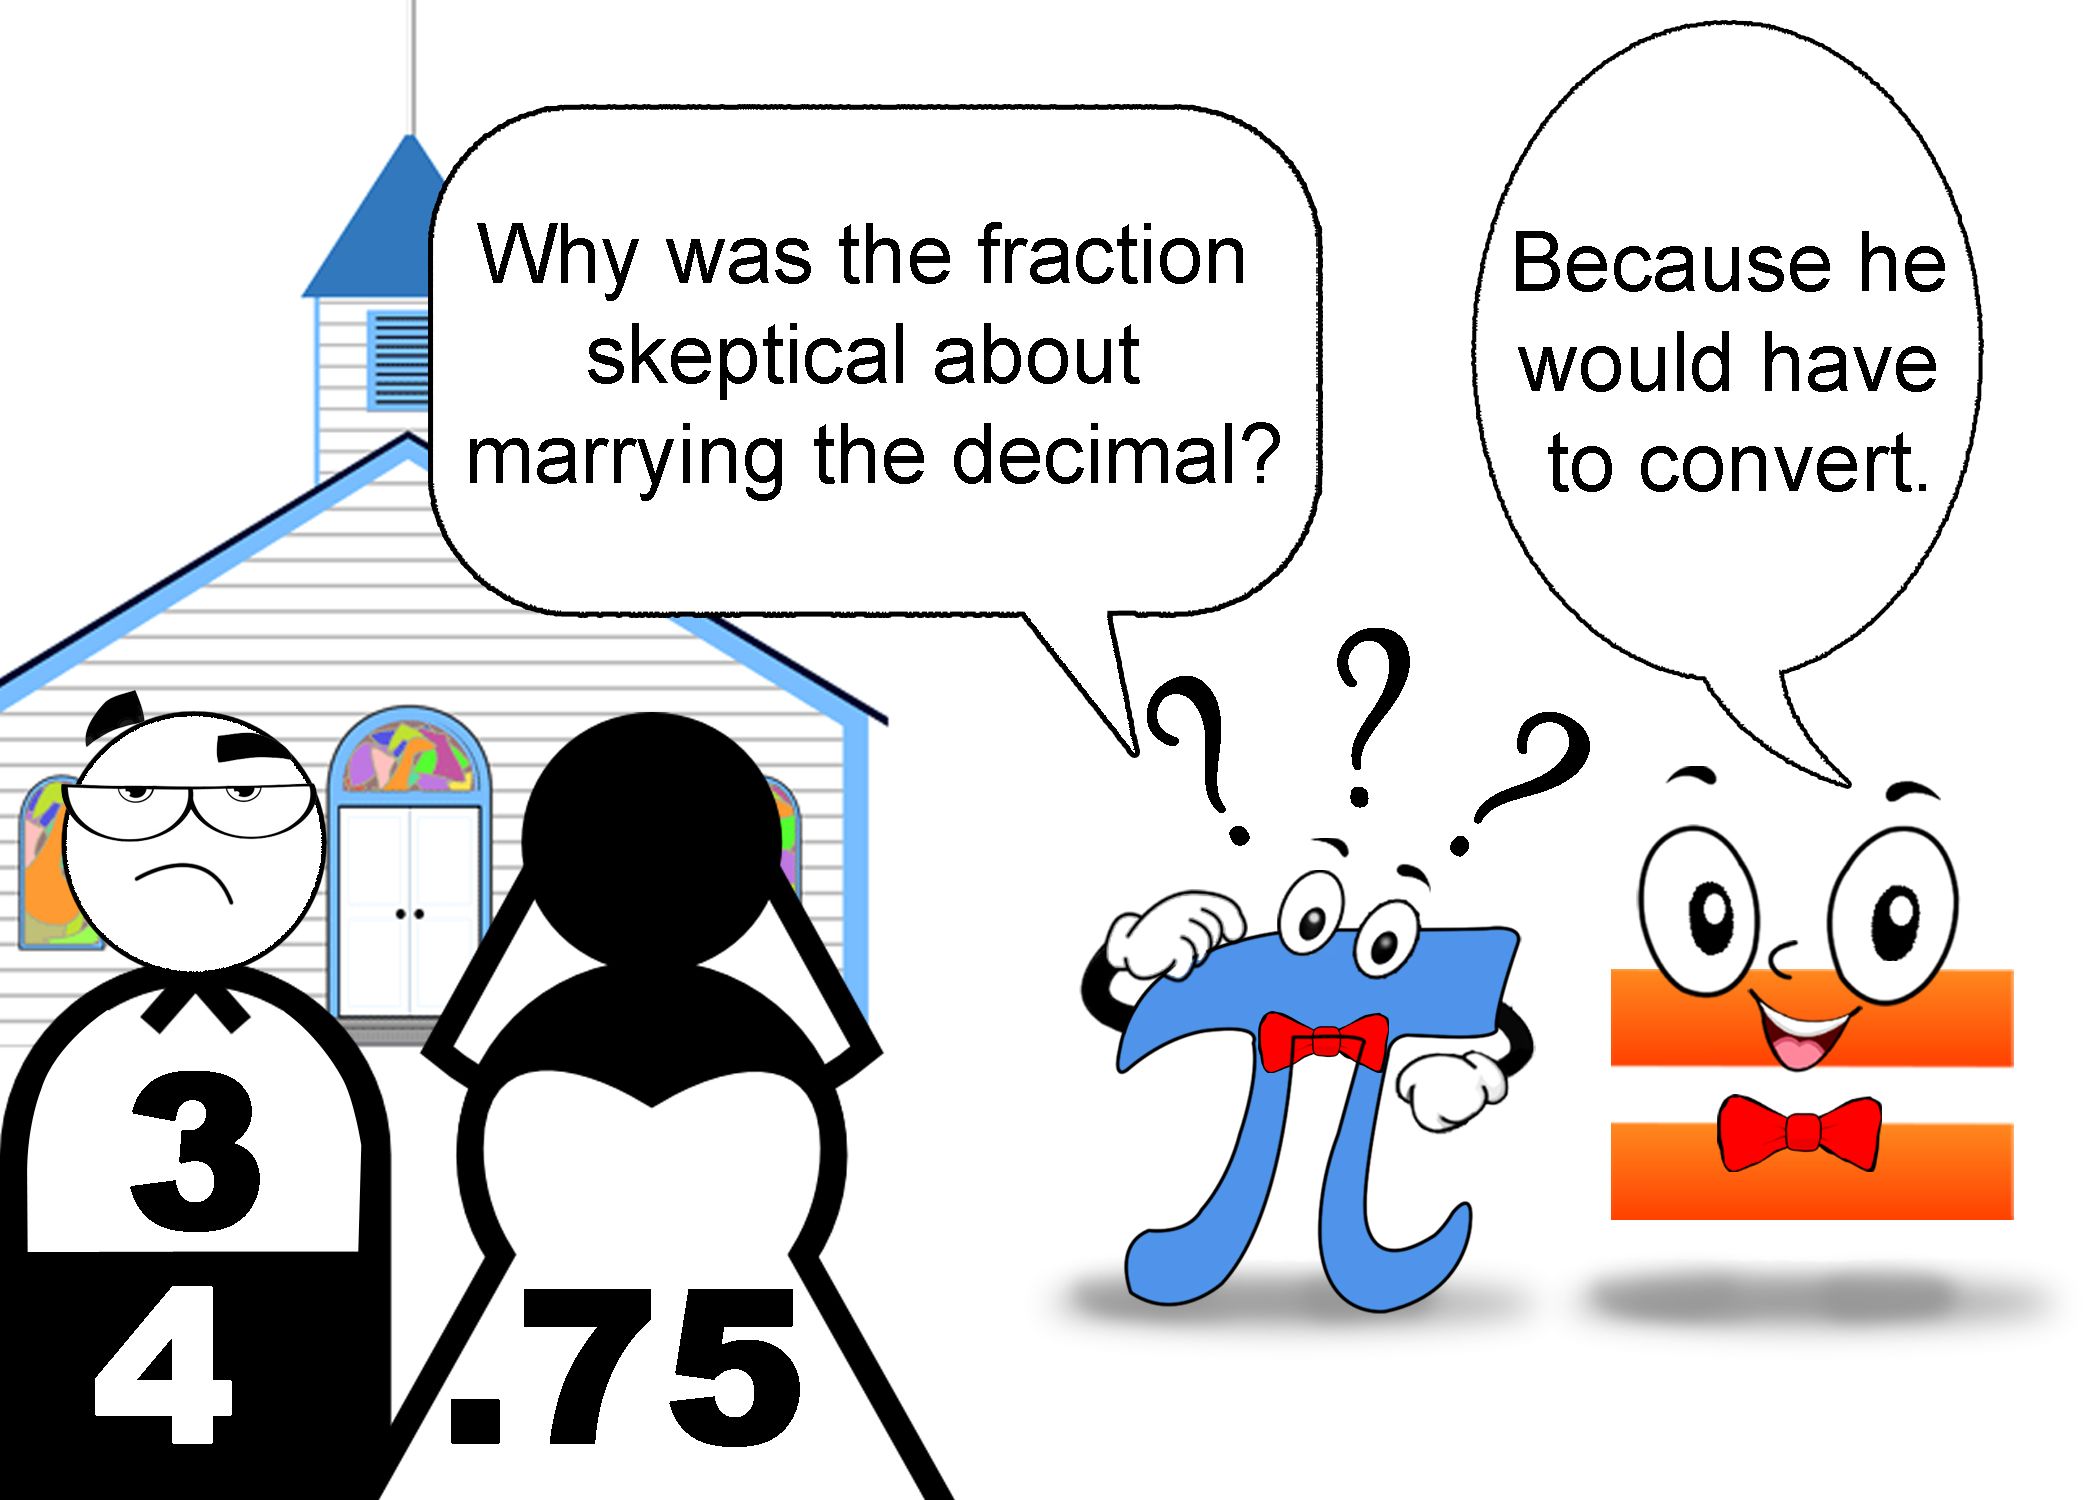 Why was the fraction
skeptical about
marrying the decimal?
Because he
would have
to convert.
? ? ?
3
4
.75
π